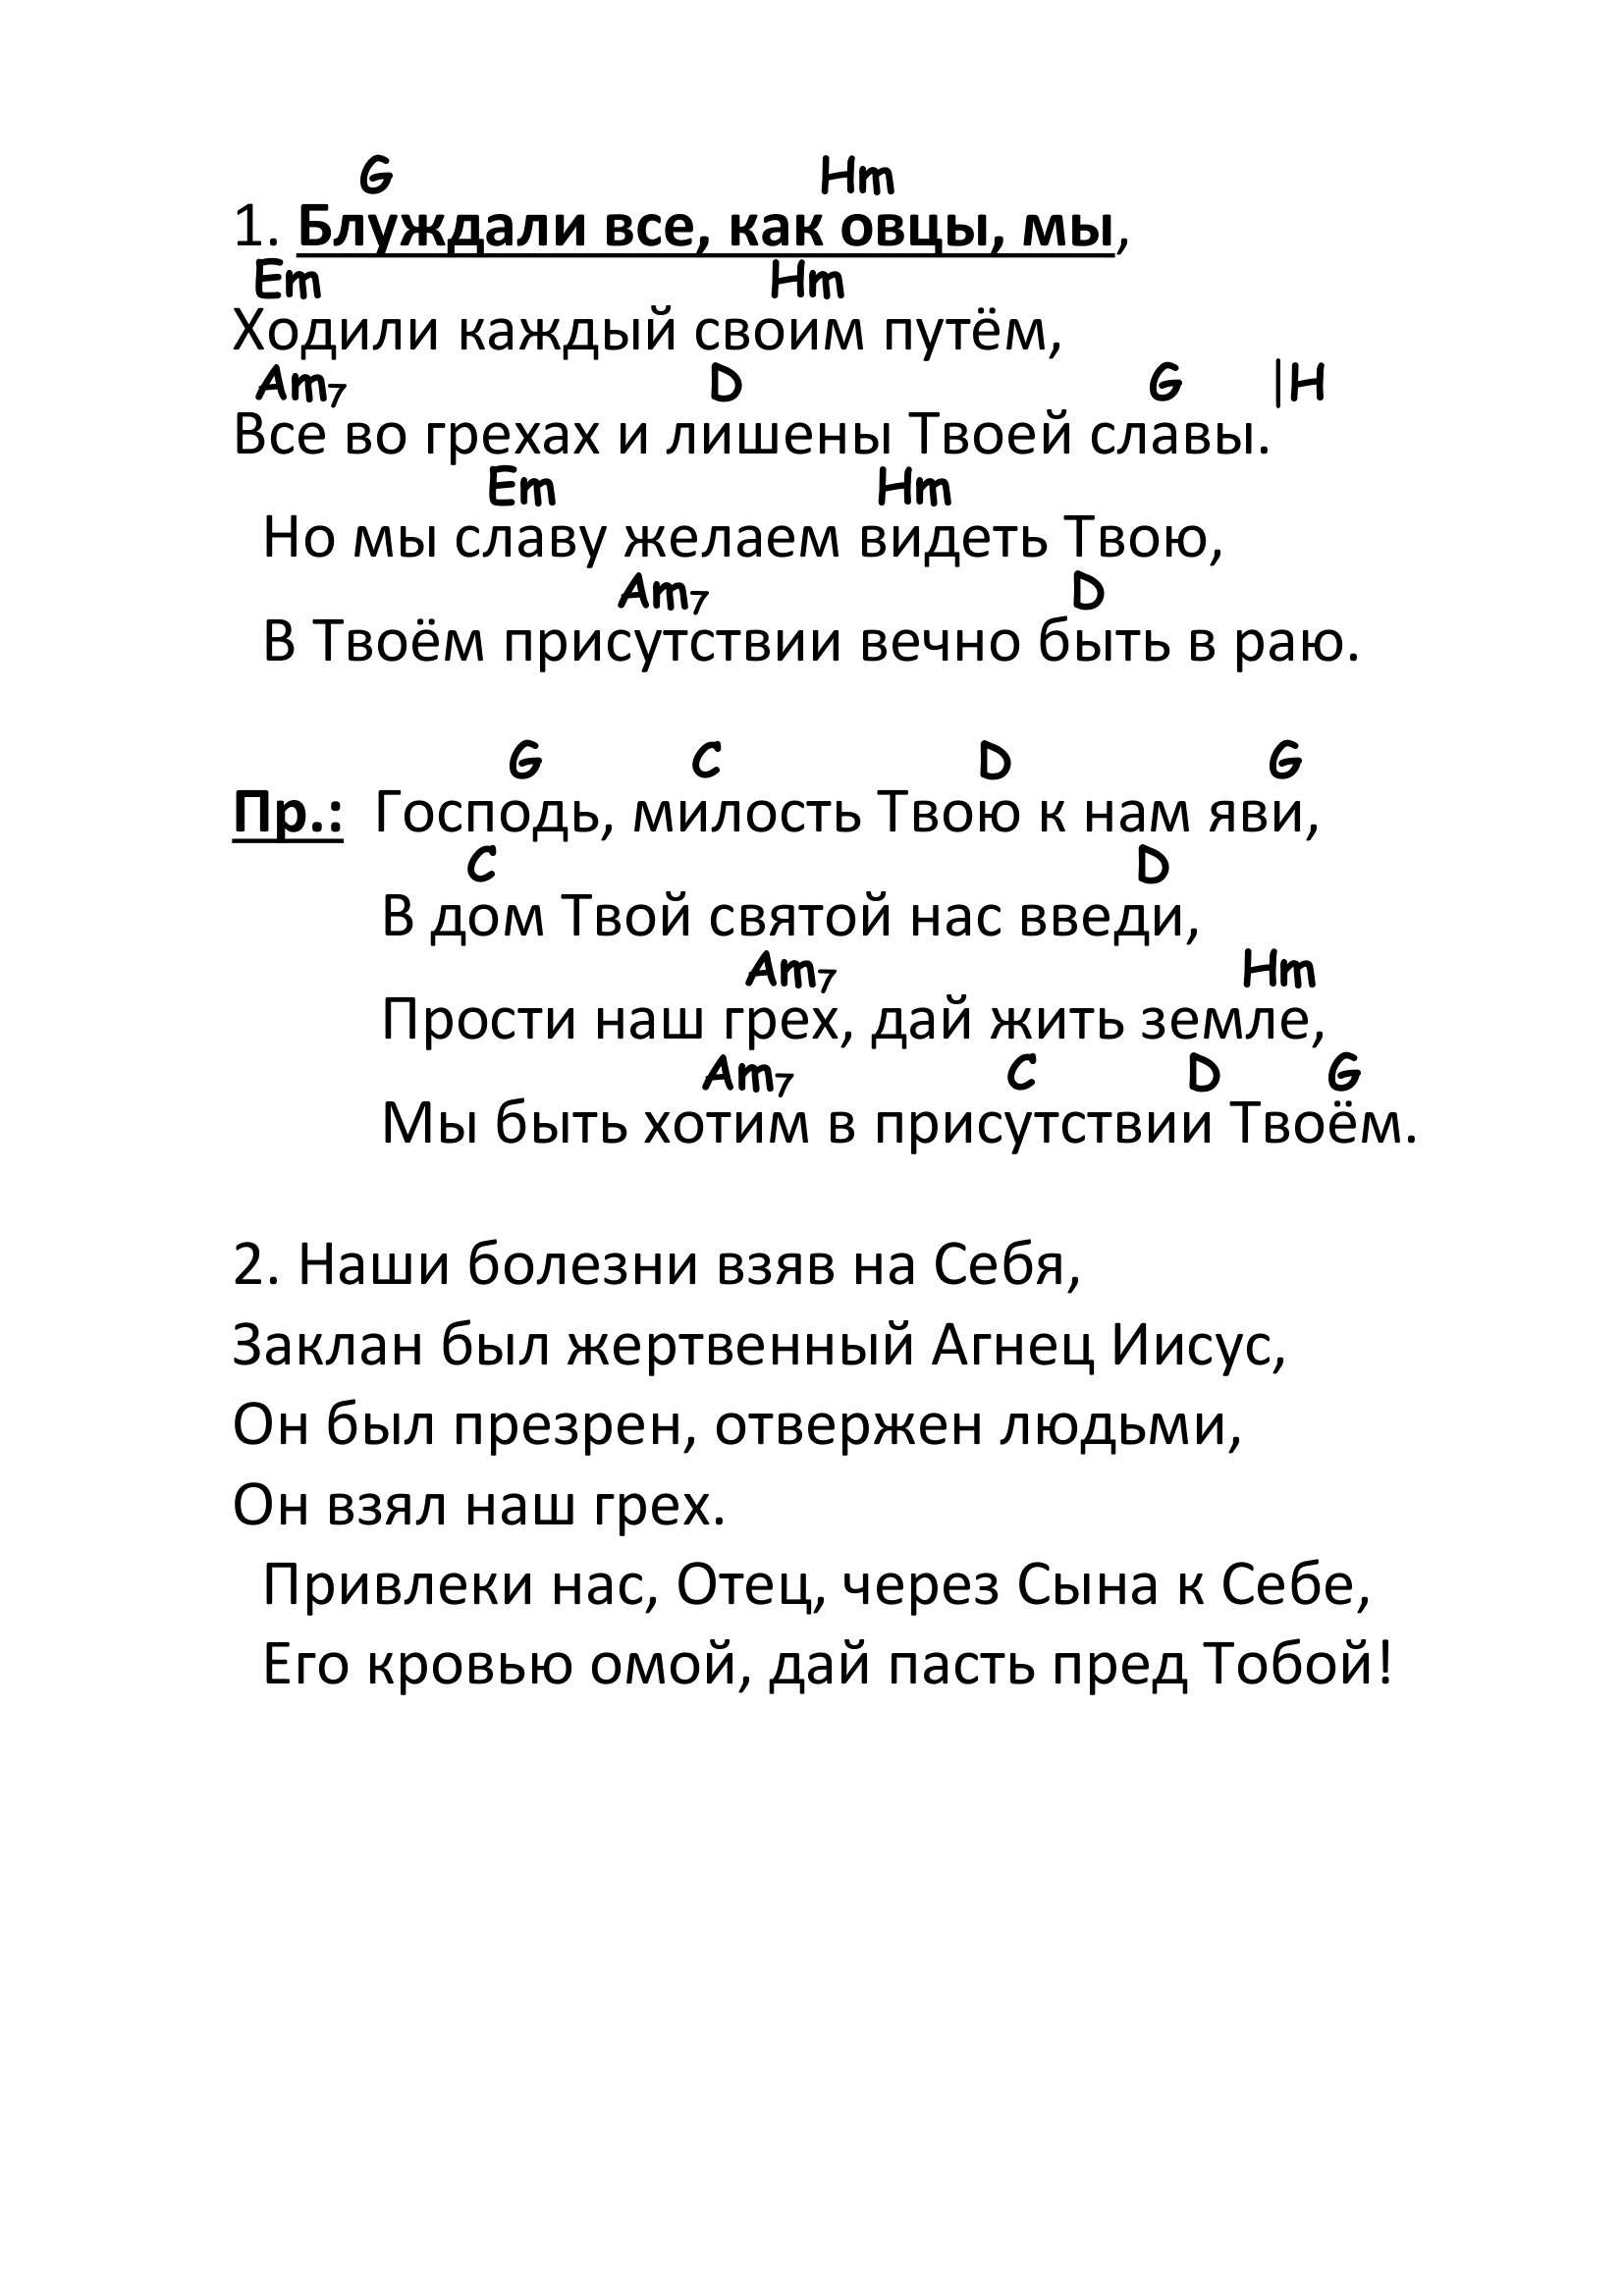 G Hm
1. Блуждали все, как овцы, мы,
Em Hm
Ходили каждый своим путём,
Am7 D G |H
Все во грехах и лишены Твоей славы.
Em Hm
Но мы славу желаем видеть Твою,
Am7 D
В Твоём присутствии вечно быть в раю.
G C D G
Пр.: Господь, милость Твою к нам яви,
C D
В дом Твой святой нас введи,
Am7 Hm
Прости наш грех, дай жить земле,
Am7 C D G
Мы быть хотим в присутствии Твоём.
2. Наши болезни взяв на Себя,
Заклан был жертвенный Агнец Иисус,
Он был презрен, отвержен людьми,
Он взял наш грех.
Привлеки нас, Отец, через Сына к Себе,
Его кровью омой, дай пасть пред Тобой!